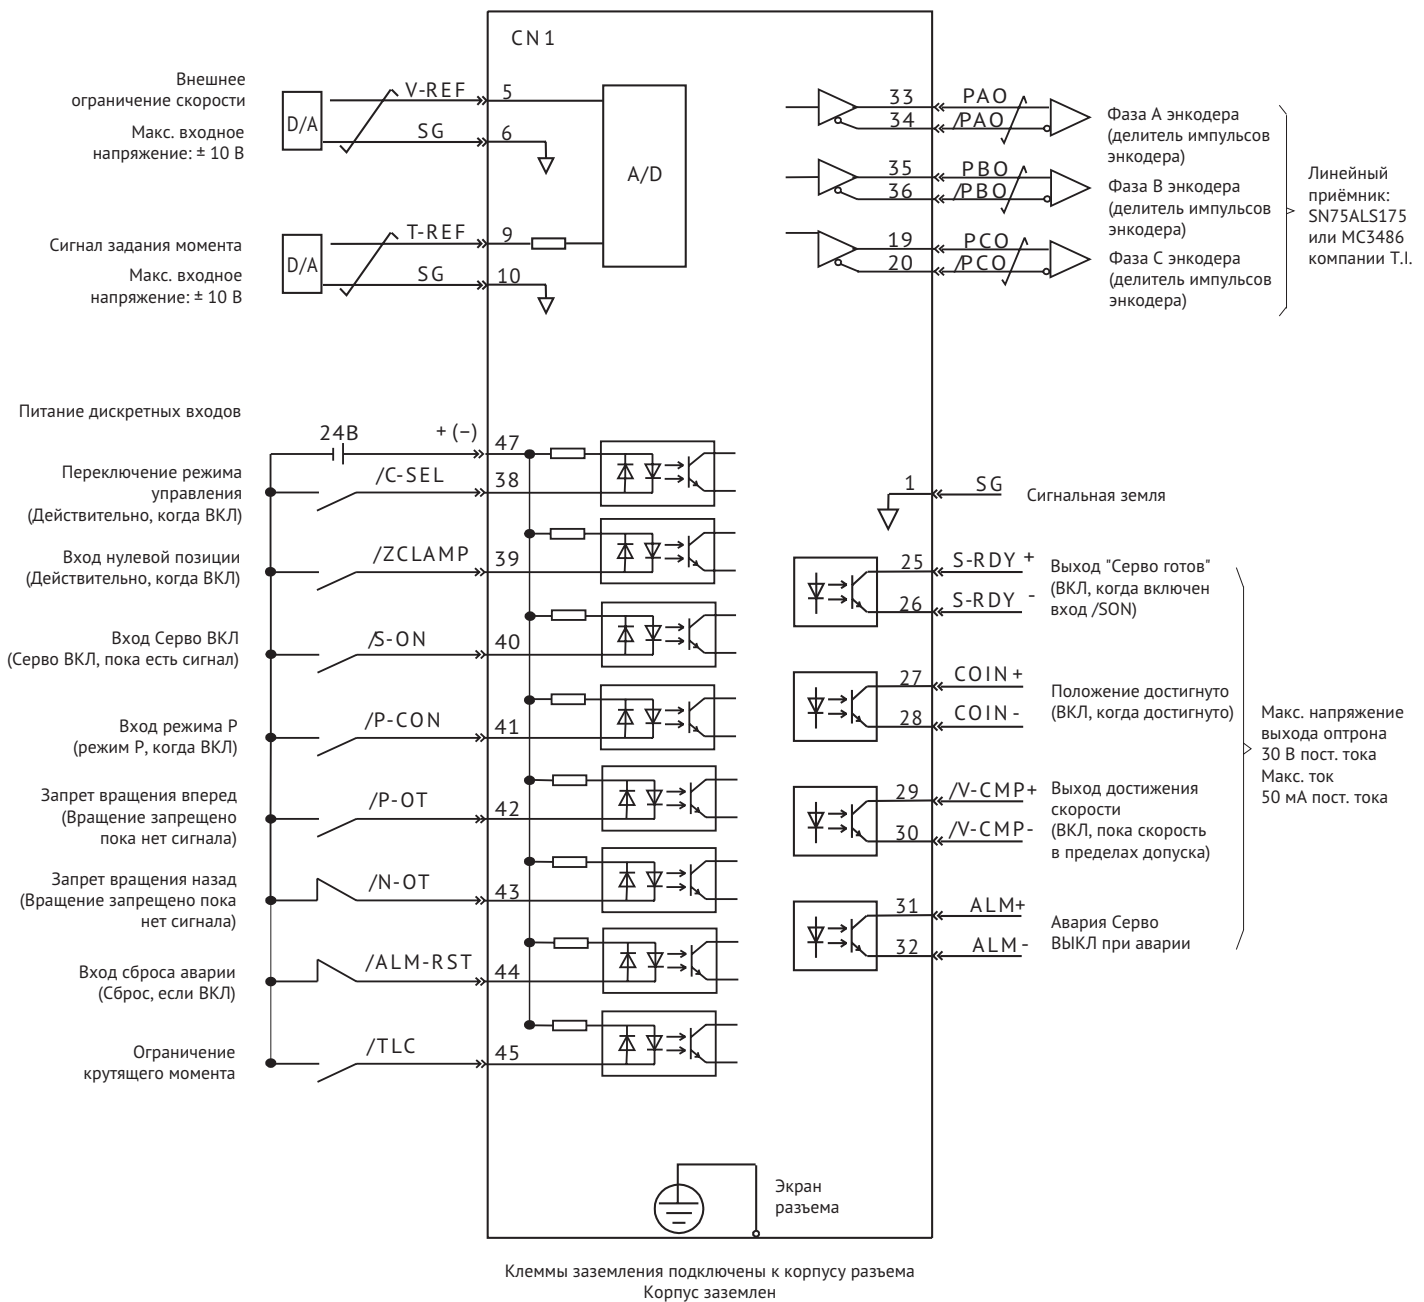 CN1
Внешнее
ограничение скорости
Макс. входное
напряжение: ± 10 В
D/A
V-REF
5
SG
6
A/D
Сигнал задания момента
Макс. входное
напряжение: ± 10 В
D/A
T-REF
9
SG
10
33
PAO
34
/PAO
Фаза А энкодера
(делитель импульсов
энкодера)
35
PBO
36
/PBO
Фаза В энкодера
(делитель импульсов
энкодера)
19
PCO
20
/PCO
Фаза С энкодера
(делитель импульсов
энкодера)
Линейный
приёмник:
SN75ALS175
или MC3486
компании T.I.
Питание дискретных входов
24В
+ (−)
47
Переключение режима
управления
(Действительно, когда ВКЛ)
/C-SEL
38
Вход нулевой позиции
(Действительно, когда ВКЛ)
/ZCLAMP
39
Вход Серво ВКЛ
(Серво ВКЛ, пока есть сигнал)
/S-ON
40
Вход режима P
(режим P, когда ВКЛ)
/P-CON
41
Запрет вращения вперед
(Вращение запрещено
пока нет сигнала)
/P-OT
42
Запрет вращения назад
(Вращение запрещено пока
нет сигнала)
/N-OT
43
Вход сброса аварии
(Сброс, если ВКЛ)
/ALM-RST
44
Ограничение
крутящего момента
/TLC
45
1
SG
Сигнальная земля
25
S-RDY +
26
S-RDY -
Выход "Серво готов"
(ВКЛ, когда включен
вход /SON)
27
COIN+
28
COIN-
Положение достигнуто
(ВКЛ, когда достигнуто)
29
/V-CMP+
30
/V-CMP-
Выход достижения
скорости
(ВКЛ, пока скорость
в пределах допуска)
31
ALM+
32
ALM-
Авария Серво
ВЫКЛ при аварии
Макс. напряжение
выхода оптрона
30 В пост. тока
Макс. ток
50 мА пост. тока
Экран
разъема
Клеммы заземления подключены к корпусу разъема
Корпус заземлен